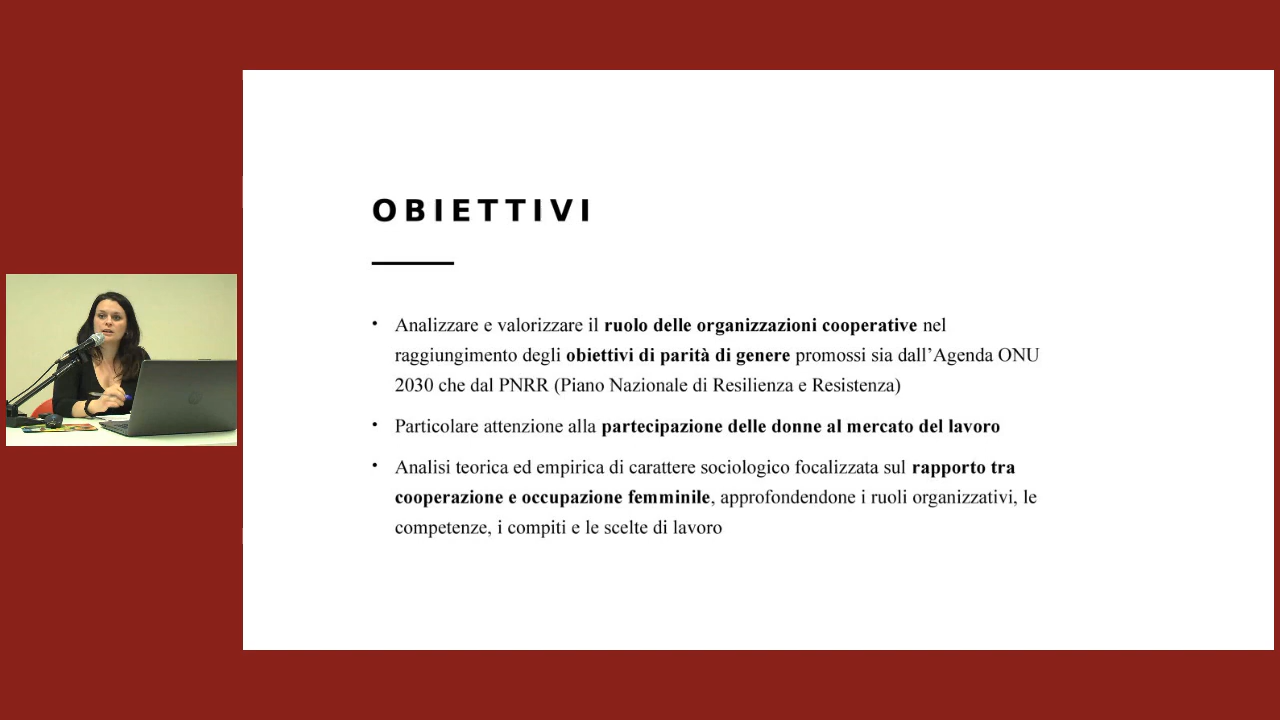 OBIETTIVI
• Analizzare e valorizzare il ruolo delle organizzazioni cooperative nel
raggiungimento degli obiettivi di parità di genere promossi sia dall’Agenda ONU
2030 che dal PNRR (Piano Nazionale di Resilienza e Resistenza)
• Particolare attenzione alla partecipazione delle donne al mercato del lavoro
• Analisi teorica ed empirica di carattere sociologico focalizzata sul rapporto tra
cooperazione e occupazione femminile, approfondendone i ruoli organizzativi, le
competenze, i compiti e le scelte di lavoro